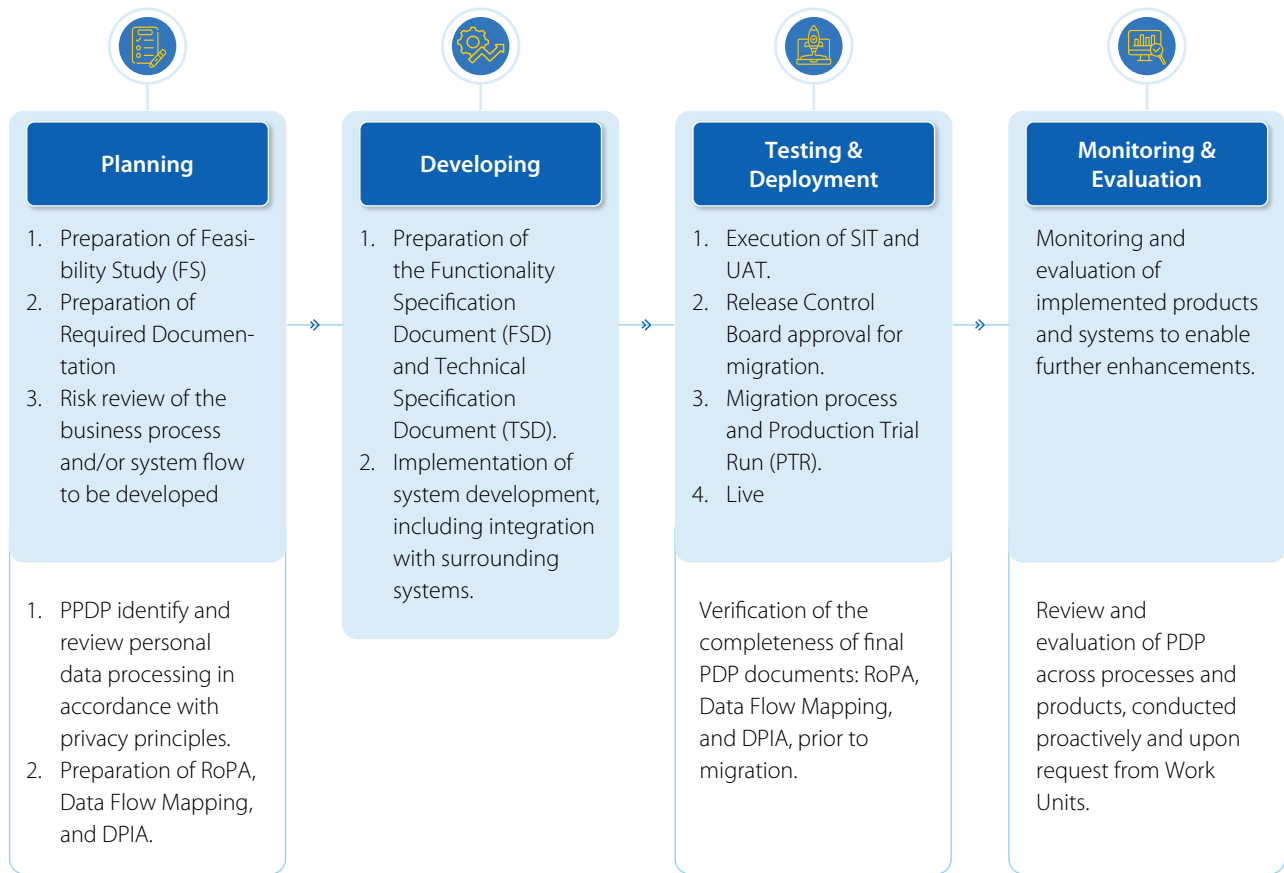 Planning
1. Preparation of Feasi-
bility Study (FS)
2. Preparation of
Required Documen-
tation
3. Risk review of the
business process
and/or system flow
to be developed
1. PPDP identify and
review personal
data processing in
accordance with
privacy principles.
2. Preparation of RoPA,
Data Flow Mapping,
and DPIA.
Developing
1. Preparation of
the Functionality
Specification
Document (FSD)
and Technical
Specification
Document (TSD).
2. Implementation of
system development,
including integration
with surrounding
systems.
Testing &
Deployment
1. Execution of SIT and
UAT.
2. Release Control
Board approval for
migration.
3. Migration process
and Production Trial
Run (PTR).
4. Live
Verification of the
completeness of final
PDP documents: RoPA,
Data Flow Mapping,
and DPIA, prior to
migration.
Monitoring &
Evaluation
Monitoring and
evaluation of
implemented products
and systems to enable
further enhancements.
Review and
evaluation of PDP
across processes and
products, conducted
proactively and upon
request from Work
Units.